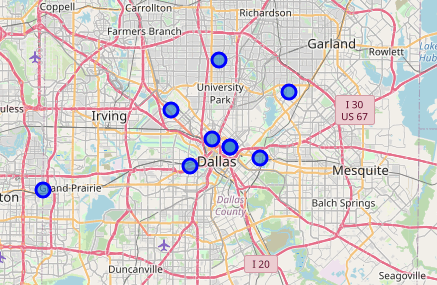 Coppell
Carrollton
Richardson
Farmers Branch
Garland
Rowlett
University
Park
I 30
US 67
Irving
Dallas
Mesquite
and Prairie
Dallas
County
Balch Springs
I 20
Duncanville
Seagoville